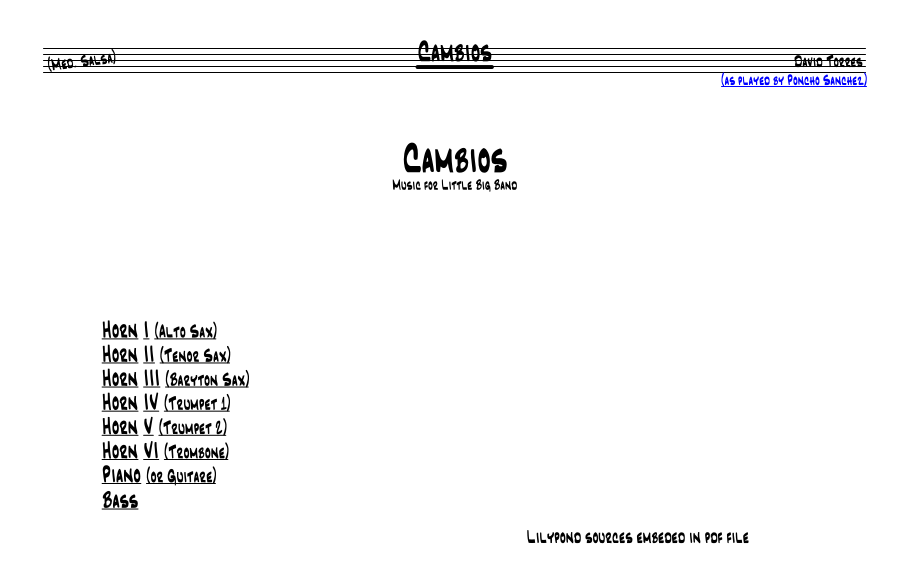 (Med. Salsa)
Cambios
David Torres
(as played by Poncho Sanchez)
Cambios
Music for Little Big Band
Horn I (Alto Sax)
Horn II (Tenor Sax)
Horn III (Baryton Sax)
Horn IV (Trumpet 1)
Horn V (Trumpet 2)
Horn VI (Trombone)
Piano (or Guitare)
Bass
Lilypond sources embeded in pdf file